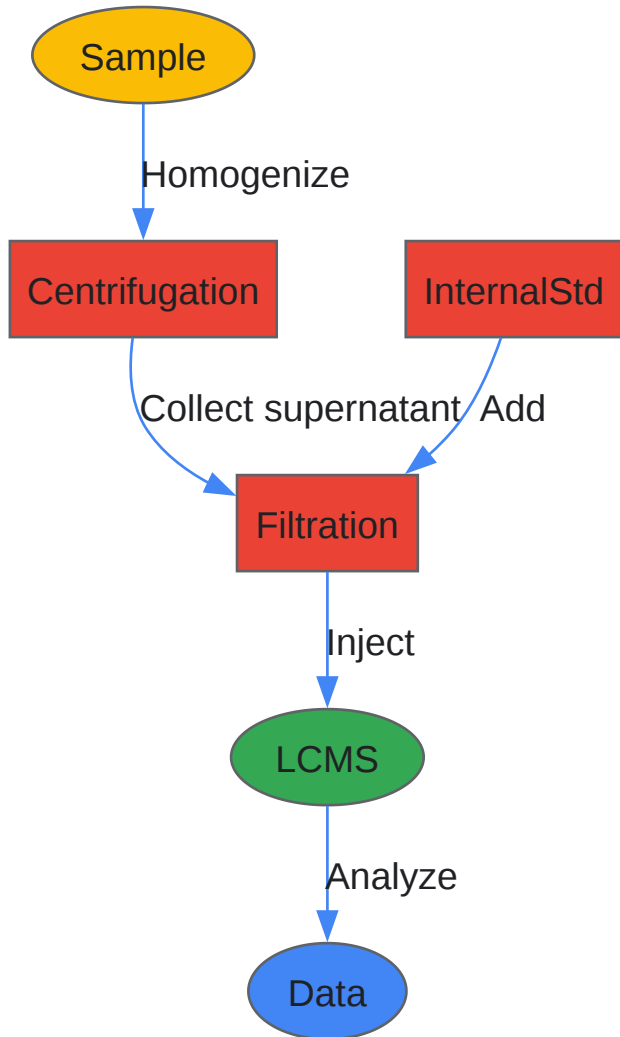 Sample
Homogenize
Centrifugation
InternalStd
Collect supernatant
Add
Filtration
Inject
LCMS
Analyze
Data